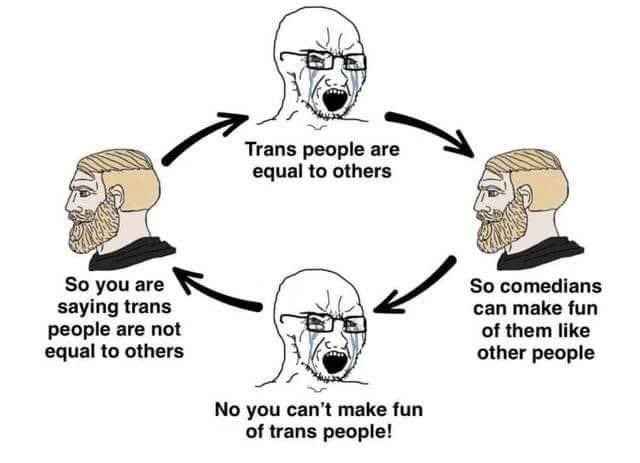 Trans people are
equal to others
So comedians
can make fun
of them like
other people
No you can't make fun
of trans people!
So you are
saying trans
people are not
equal to others